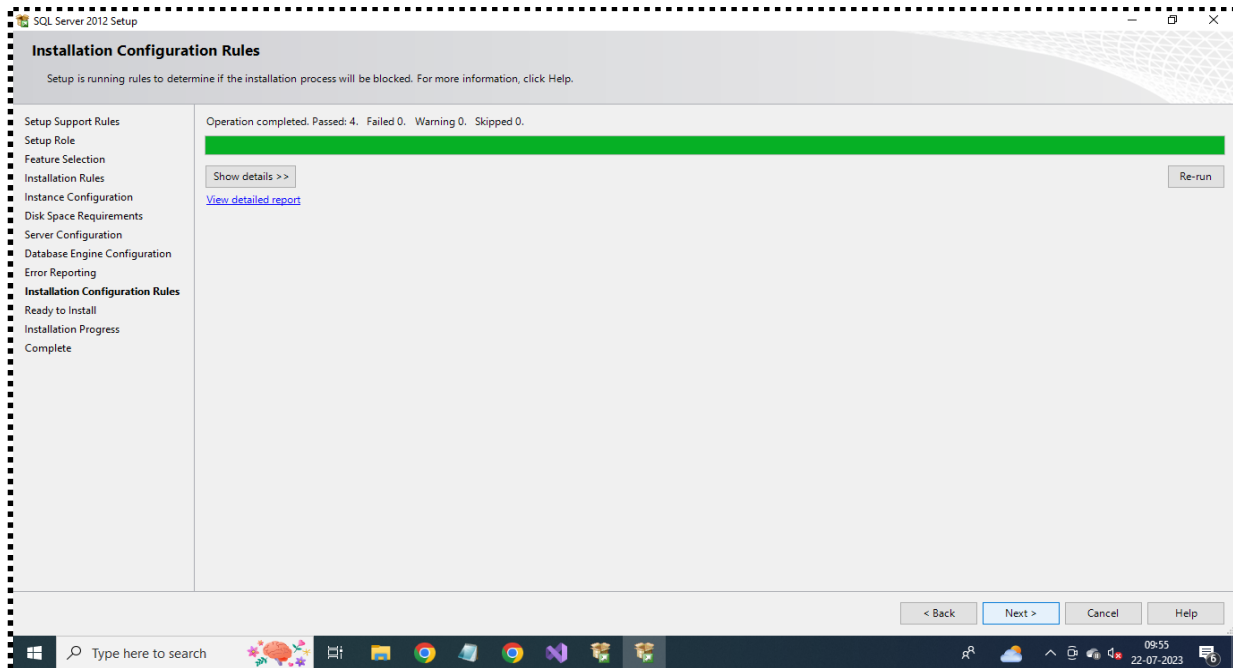 SQL Server 2012 Setup
Installation Configuration Rules
Setup is running rules to determine if the installation process will be blocked. For more information, click Help.
Setup Support Rules
Setup Role
Feature Selection
Installation Rules
Instance Configuration
Disk Space Requirements
Server Configuration
Database Engine Configuration
Error Reporting
Installation Configuration Rules
Ready to Install
Installation Progress
Complete
Operation completed. Passed: 4. Failed 0. Warning 0. Skipped 0.
Show details >>
Re-run
View detailed report
< Back
Next >
Cancel
Help
Type here to search
09:55
22-07-2023
6